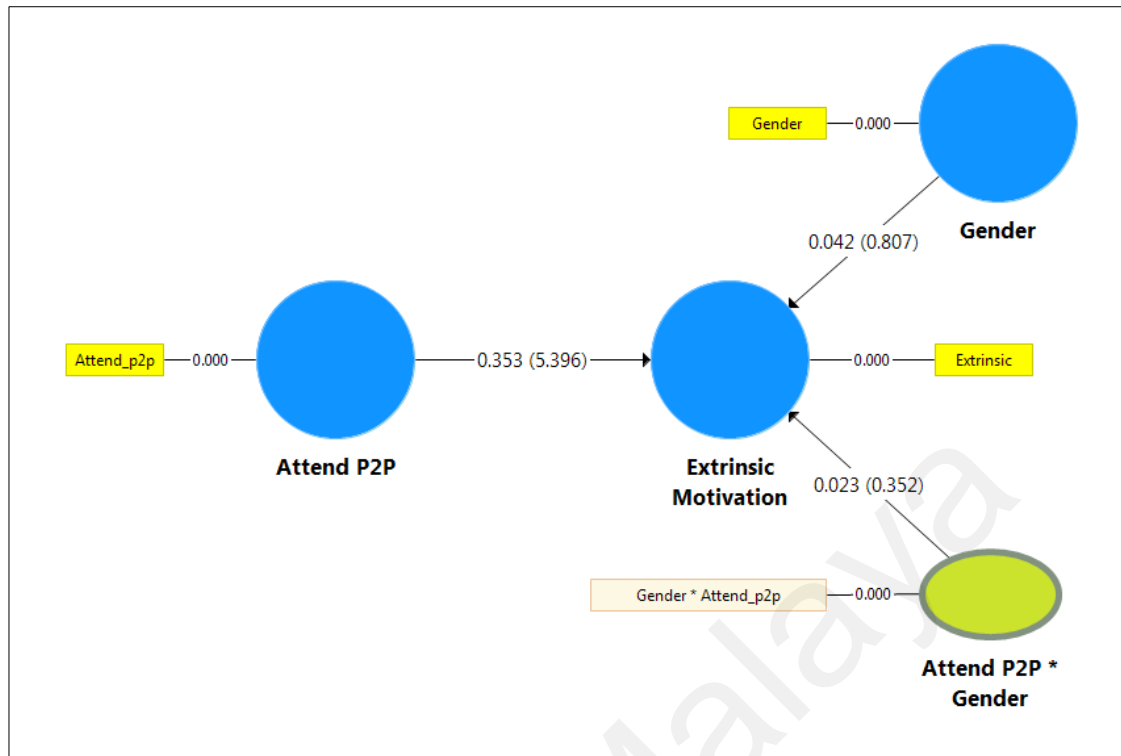 Gender
0.000
Gender
0.042 (0.807)
Attend_p2p
0.000
0.353 (5.396)
0.000
Extrinsic
Attend P2P
Extrinsic
Motivation
0.023 (0.352)
Gender * Attend_p2p
0.000
Attend P2P *
Gender
Malaya